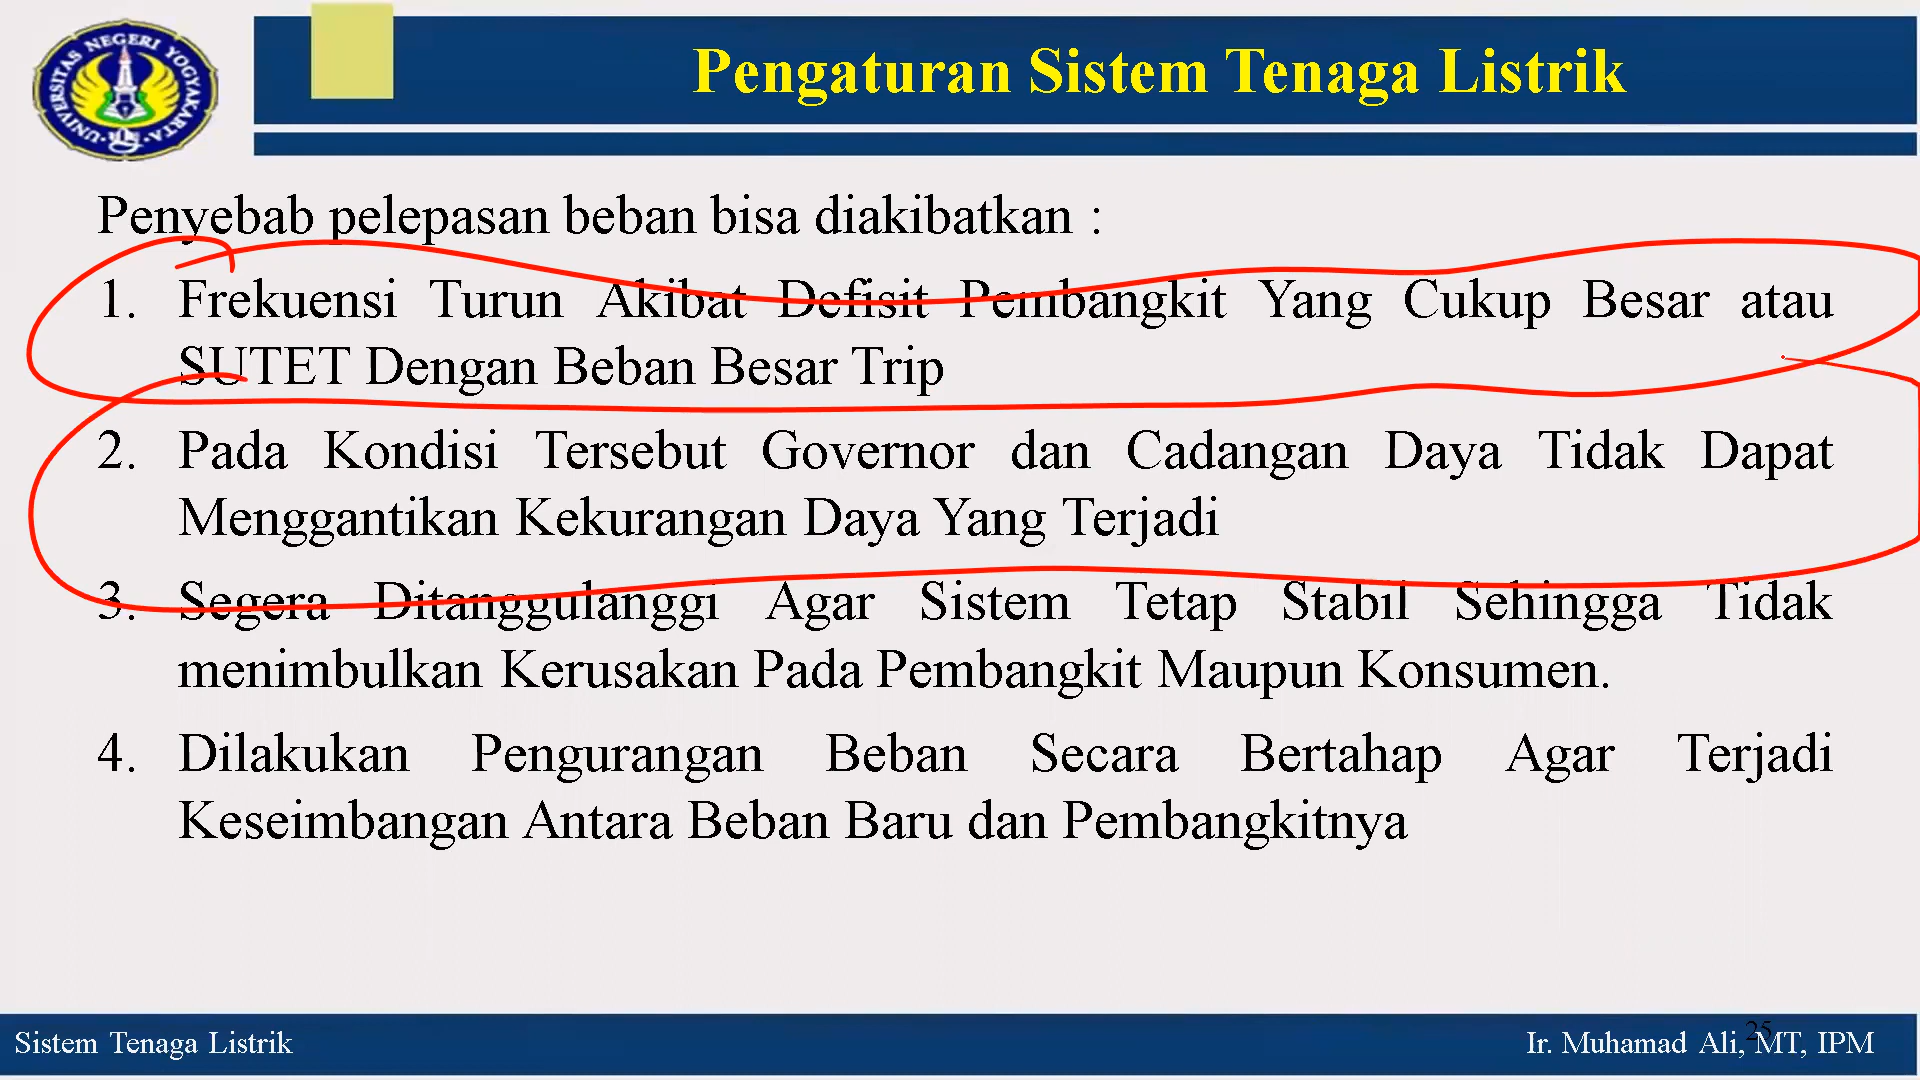 UNIVERSITAS NEGERI YOGYAKARTA
Pengaturan Sistem Tenaga Listrik
Penyebab pelepasan beban bisa diakibatkan :
1. Frekuensi Turun Akibat Defisit Pembangkit Yang Cukup Besar atau
SUTET Dengan Beban Besar Trip
2. Pada Kondisi Tersebut Governor dan Cadangan Daya Tidak Dapat
Menggantikan Kekurangan Daya Yang Terjadi
3. Segera Ditanggulanggi Agar Sistem Tetap Stabil Sehingga Tidak
menimbulkan Kerusakan Pada Pembangkit Maupun Konsumen.
4. Dilakukan Pengurangan Beban Secara Bertahap Agar Terjadi
Keseimbangan Antara Beban Baru dan Pembangkitnya
Sistem Tenaga Listrik
25
Ir. Muhamad Ali, MT, IPM